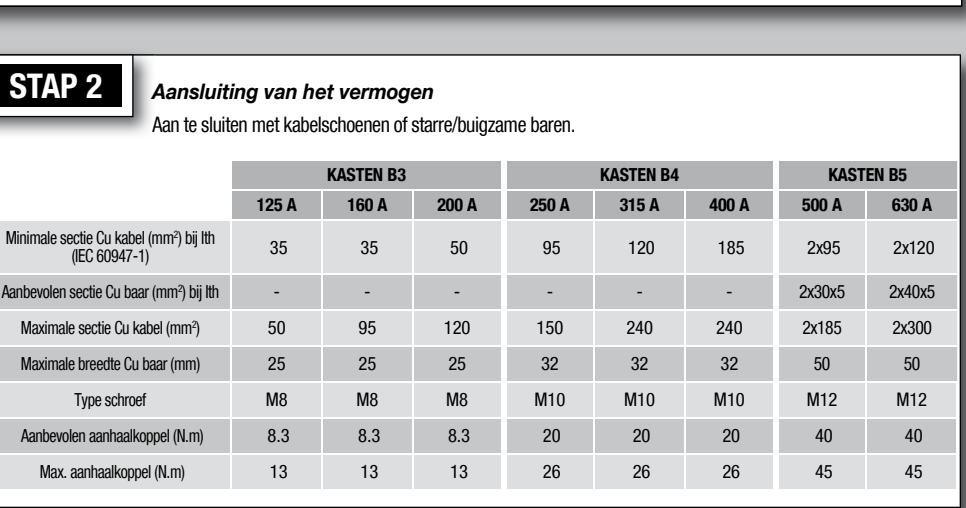 STAP 2
Aansluiting van het vermogen
Aan te sluiten met kabelschoenen of starre/buigzame baren.
KASTEN B3 KASTEN B4 KASTEN B5
125 A 160 A 200 A 250 A 315 A 400 A 500 A 630 A
Minimale sectie Cu kabel (mm²) bij Ith
(IEC 60947-1) 35 35 50 95 120 185 2x95 2x120
Aanbevolen sectie Cu baar (mm²) bij Ith - - - - - - 2x30x5 2x40x5
Maximale sectie Cu kabel (mm²) 50 95 120 150 240 240 2x185 2x300
Maximale breedte Cu baar (mm) 25 25 25 32 32 32 50 50
Type schroef M8 M8 M8 M10 M10 M10 M12 M12
Aanbevolen aanhaalkoppel (N.m) 8.3 8.3 8.3 20 20 20 40 40
Max. aanhaalkoppel (N.m) 13 13 13 26 26 26 45 45